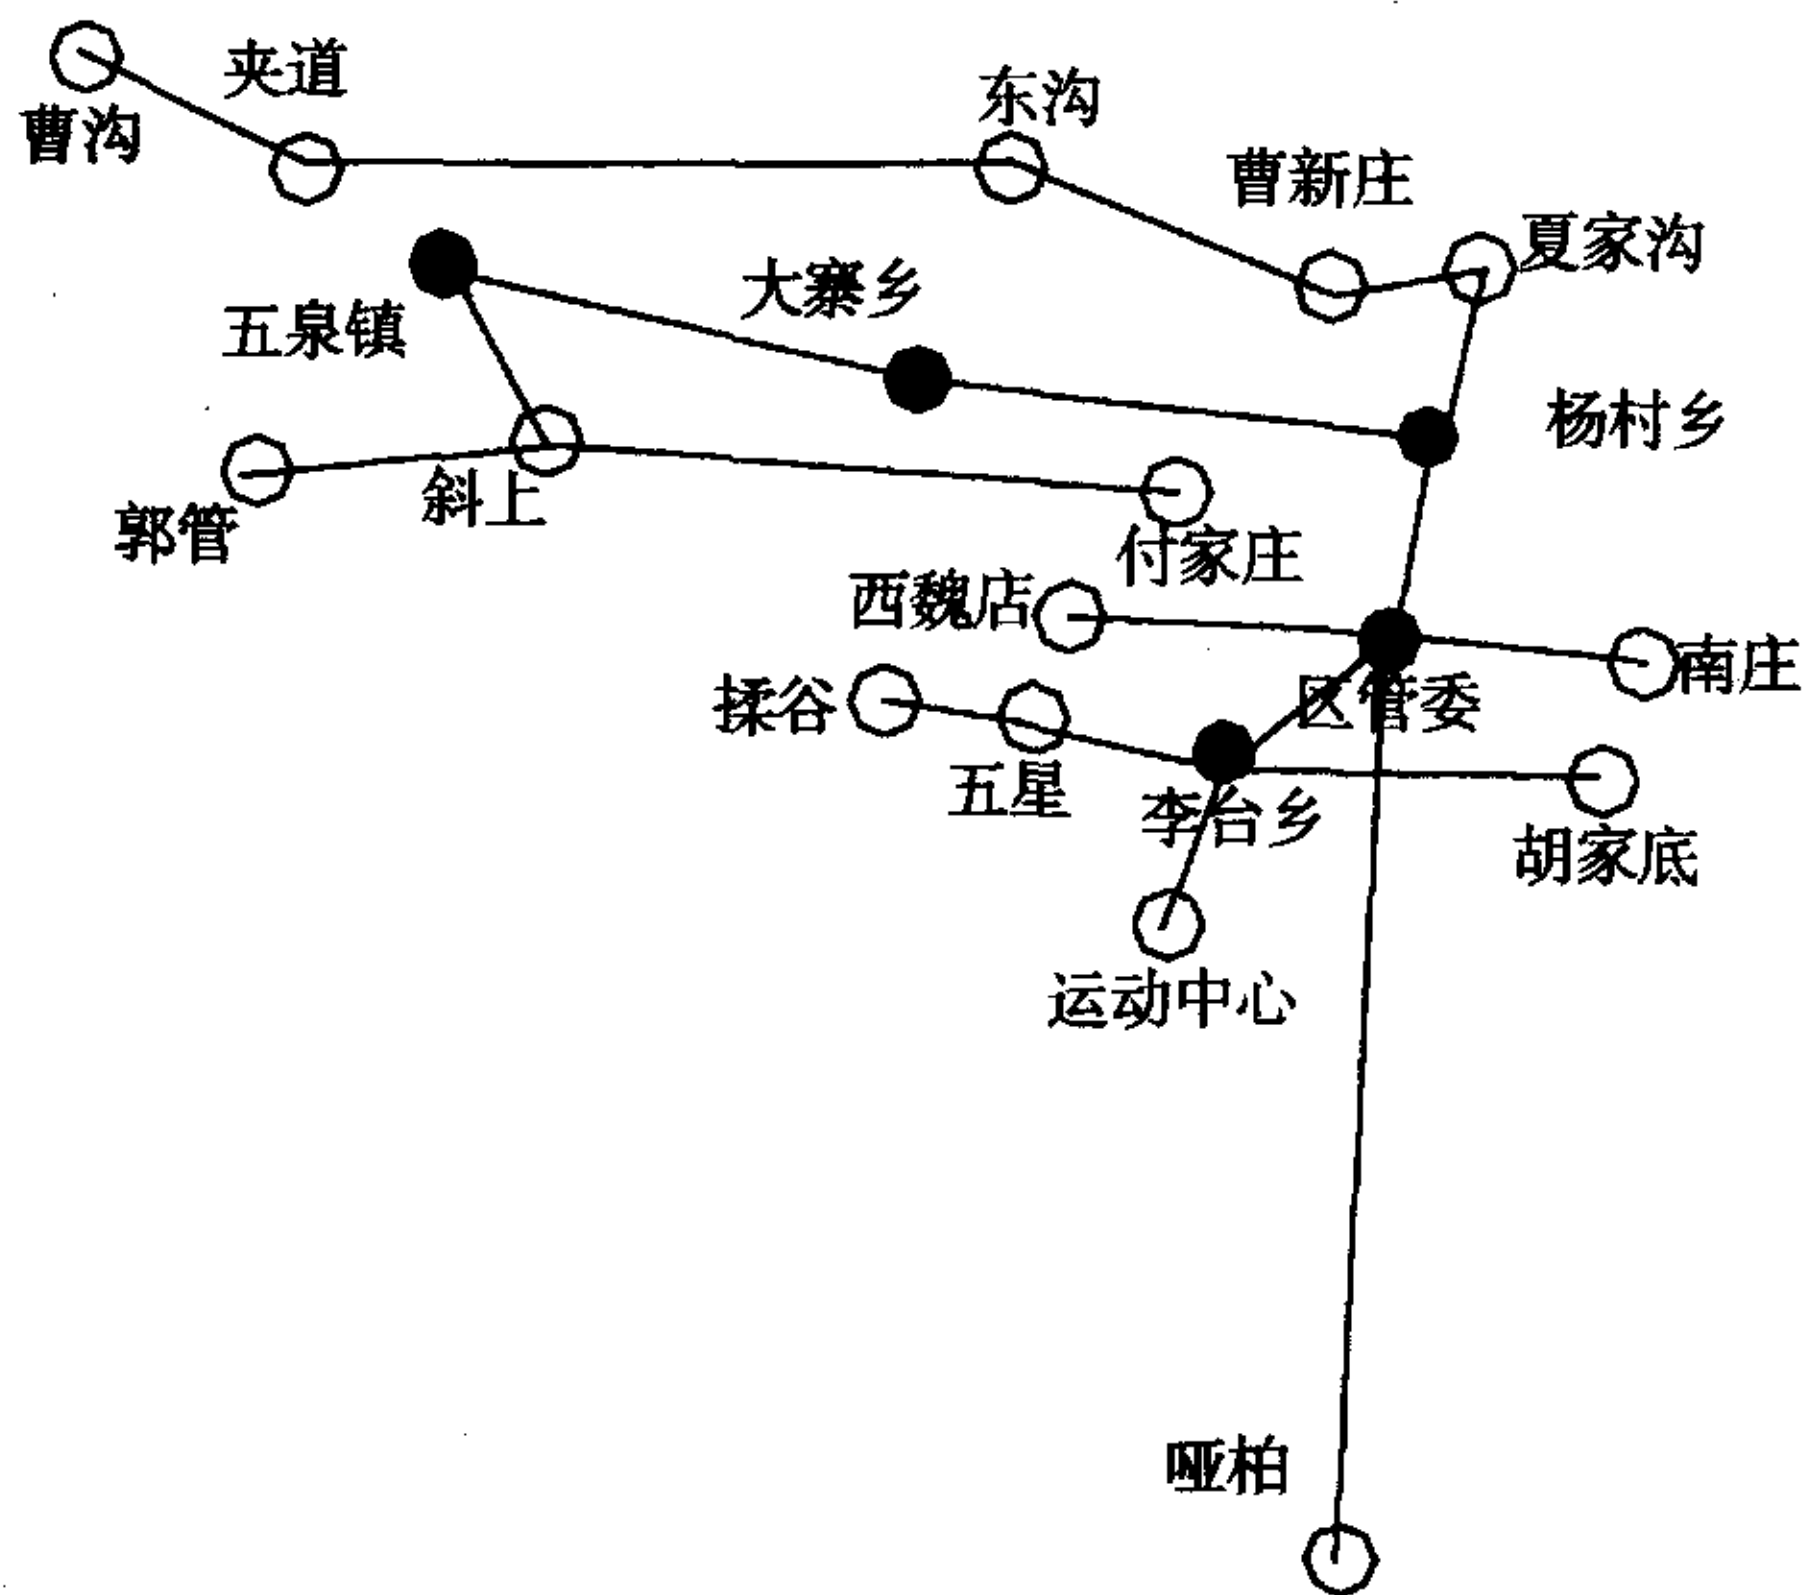 夹道
东沟
曹沟
曹新庄
夏家沟
大寨乡
五泉镇
杨村乡
斜上
郭管
付家庄
西魏店
南庄
揉谷
区管委
五星
李台乡
胡家底
运动中心
哑柏